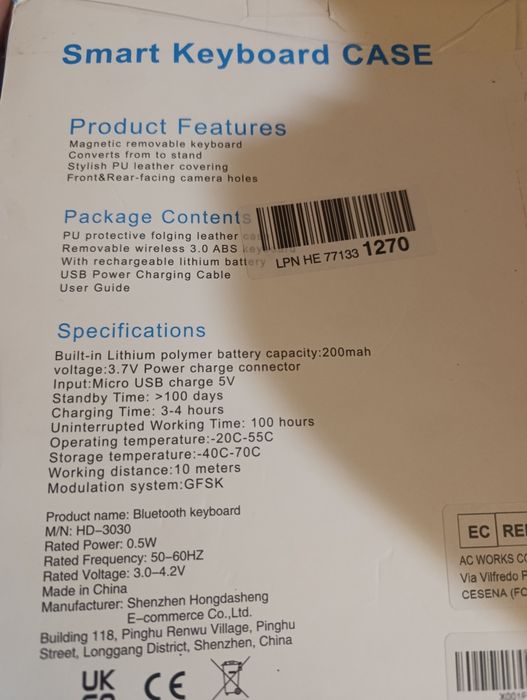 Smart Keyboard CASE
Product Features
Magnetic removable keyboard
Converts from to stand
Stylish PU leather covering
Front&Rear-facing camera holes
Package Contents
PU protective folging leather
Removable wireless 3.0 ABS
With rechargeable lithium battery
USB Power Charging Cable
User Guide
LPN HE 77133 1270
Specifications
Built-in Lithium polymer battery capacity:200mah
voltage:3.7V Power charge connector
Input:Micro USB charge 5V
Standby Time: >100 days
Charging Time: 3-4 hours
Uninterrupted Working Time: 100 hours
Operating temperature:-20C-55C
Storage temperature:-40C-70C
Working distance:10 meters
Modulation system:GFSK
Product name: Bluetooth keyboard
M/N: HD-3030
Rated Power: 0.5W
Rated Frequency: 50-60HZ
Rated Voltage: 3.0-4.2V
Made in China
Manufacturer: Shenzhen Hongdasheng
E-commerce Co.,Ltd.
Building 118, Pinghu Renwu Village, Pinghu
Street, Longgang District, Shenzhen, China
EC
AC WORKS
Via Vilfredo
CESENA
UK
CE